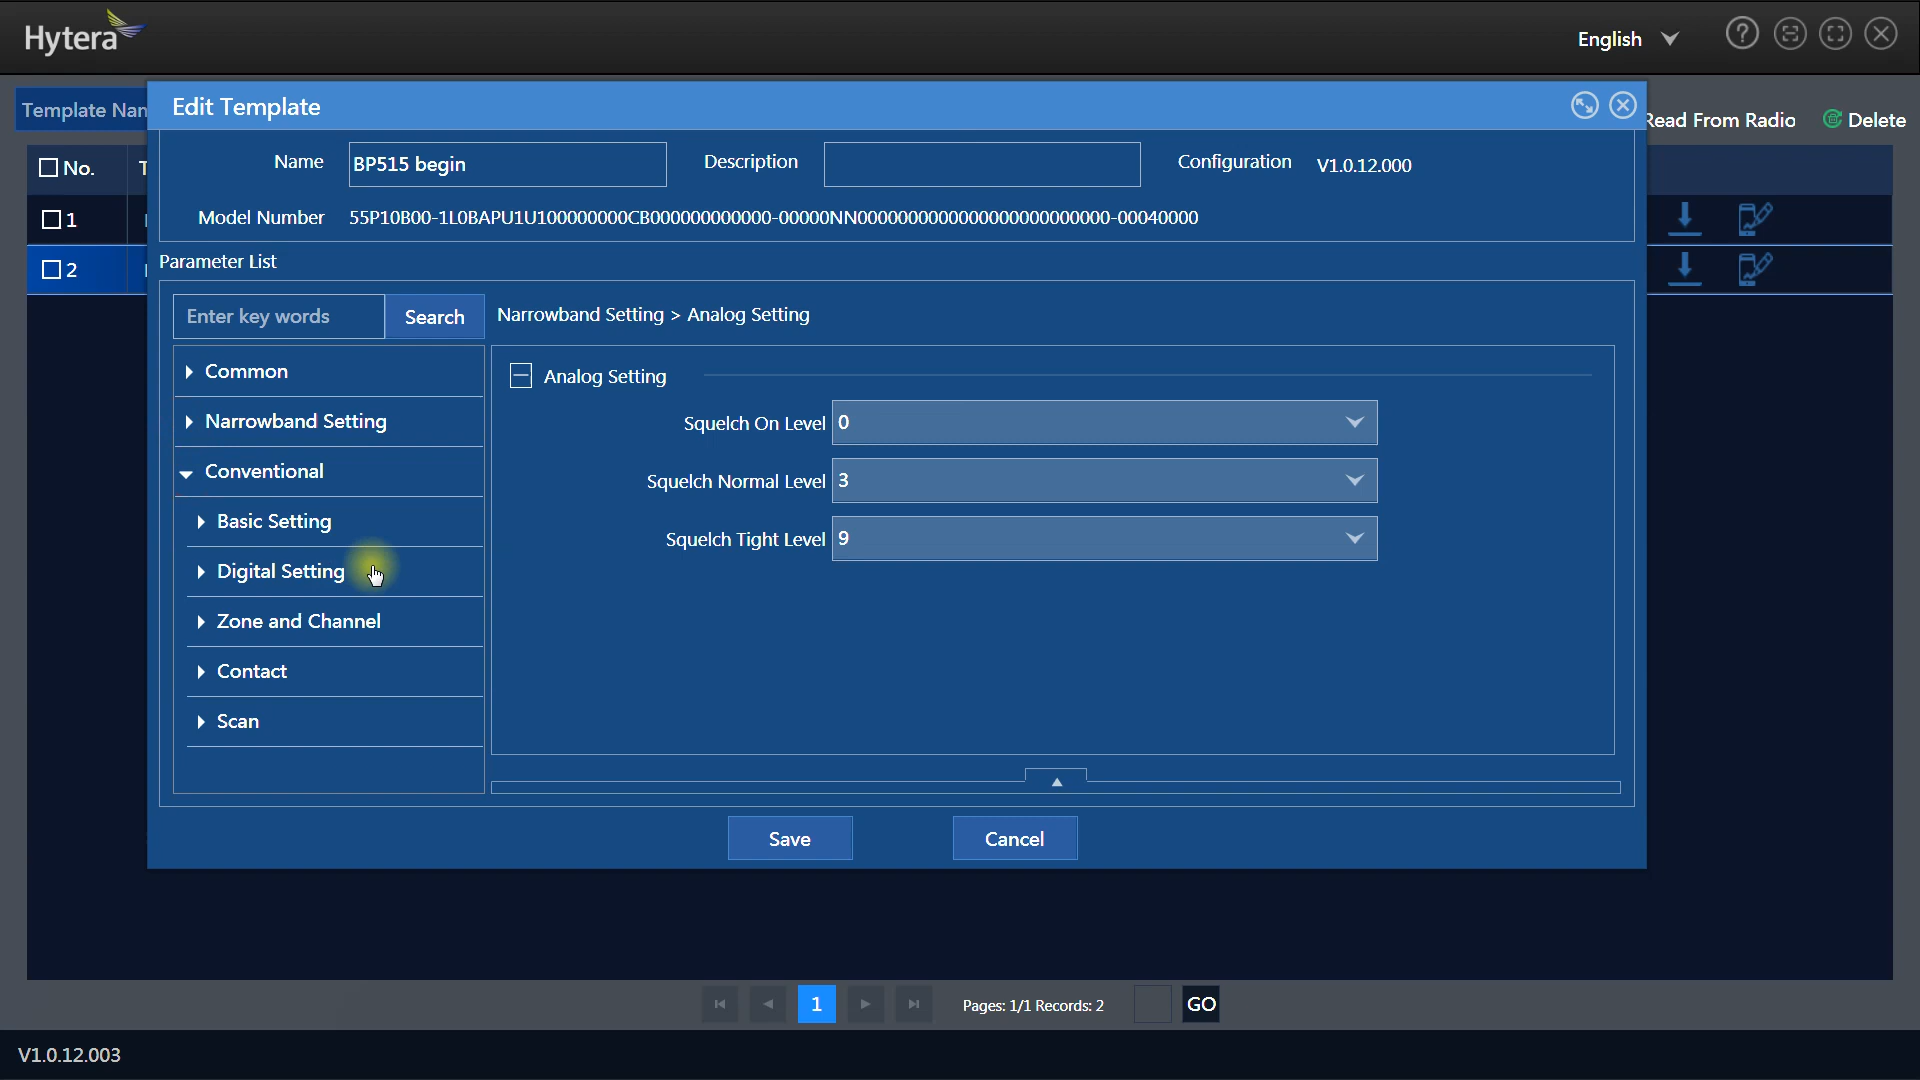 Hytera
English
Template Nan
Edit Template
Read From Radio
Delete
No.
T
Name
BP515 begin
Description
Configuration
V1.0.12.000
1
Model Number
55P10B00-1L0BAPU1U100000000CB000000000000-00000NN0000000000000000000000000-00040000
2
Parameter List
Enter key words
Search
Narrowband Setting > Analog Setting
Common
Analog Setting
Narrowband Setting
Squelch On Level
0
Conventional
Squelch Normal Level
3
Basic Setting
Squelch Tight Level
9
Digital Setting
Zone and Channel
Contact
Scan
Save
Cancel
1
Pages: 1/1 Records: 2
GO
V1.0.12.003